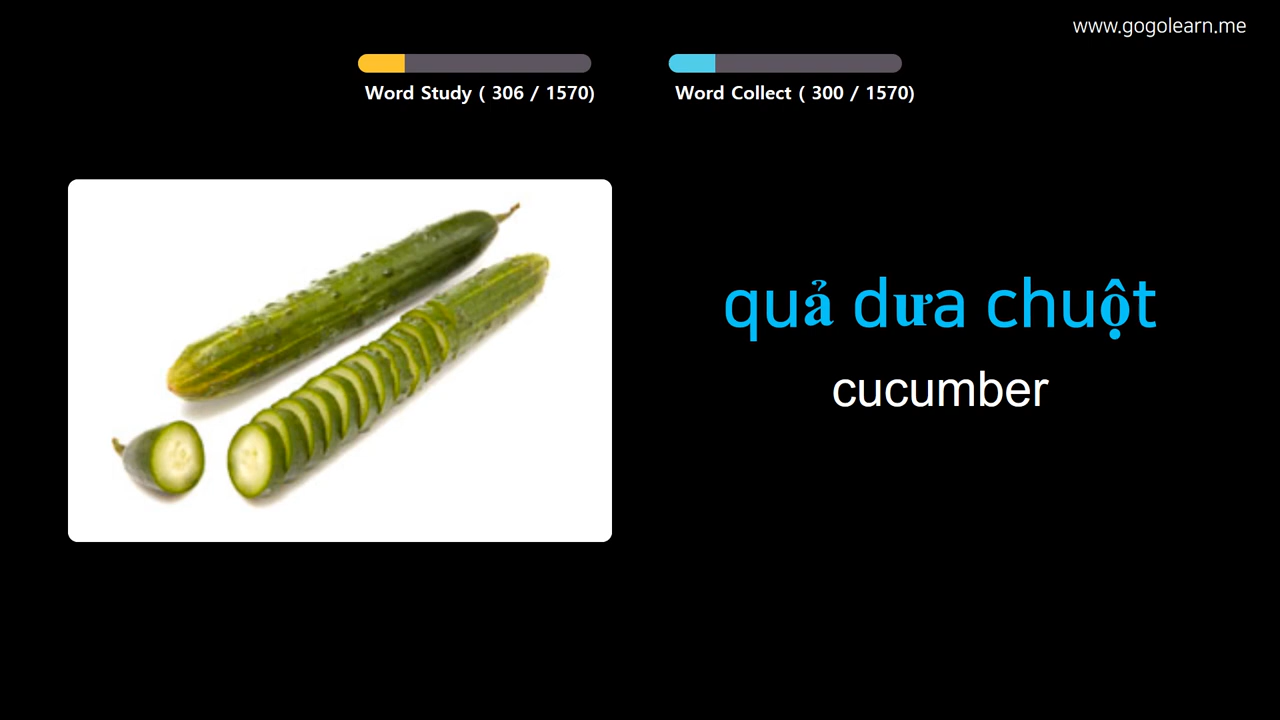 www.gogolearn.me
Word Study ( 306 / 1570)
Word Collect ( 300 / 1570)
quả dưa chuột
cucumber